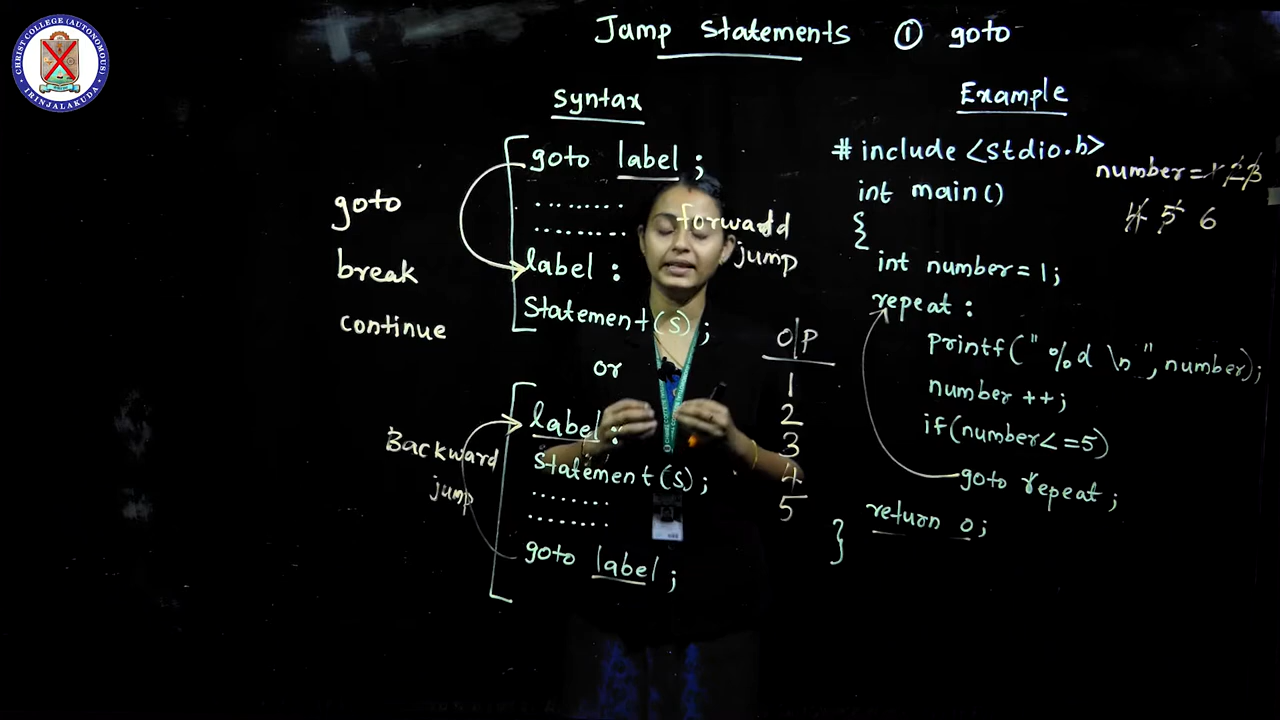 CHRIST COLLEGE (AUTONOMOUS)
IRINJALAKUDA
Jump Statements ① goto
goto
break
continue
Syntax
goto label ;
.........
.........
label :
Statement(s) ;
forward
jump
or
label :
Statement(s) ;
........
........
goto label ;
Backward
jump
O/P
1
2
3
4
5
Example
# include <stdio.h>
int main()
{
int number = 1;
repeat :
printf(" %d \n ", number);
number ++;
if(number<=5)
goto repeat ;
return 0;
}
number = 1 2 3
4 5 6